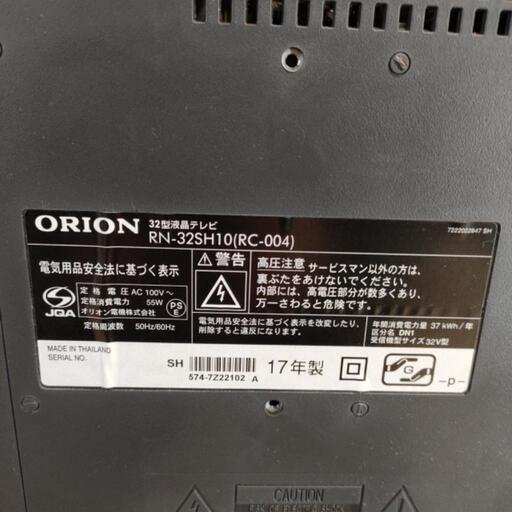 ORION 32型液晶テレビ
RN-32SH10(RC-004)
7222022847 SH
電気用品安全法に基づく表示
JQA
定格電圧 AC 100V～
定格消費電力 55W
オリオン電機株式会社
PS E
定格周波数 50Hz/60Hz
警告
高圧注意 サービスマン以外の方は、
裏ぶたをあけないでください。
内部には、高電圧部分が数多くあり、
万一さわると危険です。
電気用品安全法に基づく表示を改変したり、
削除すると違反になります。
年間消費電力量 37 kWh/年
区分名 DN1
受信機型サイズ 32V型
MADE IN THAILAND
SERIAL NO.
SH
574-7Z22102 A
17年製
G
-p-
CAUTION